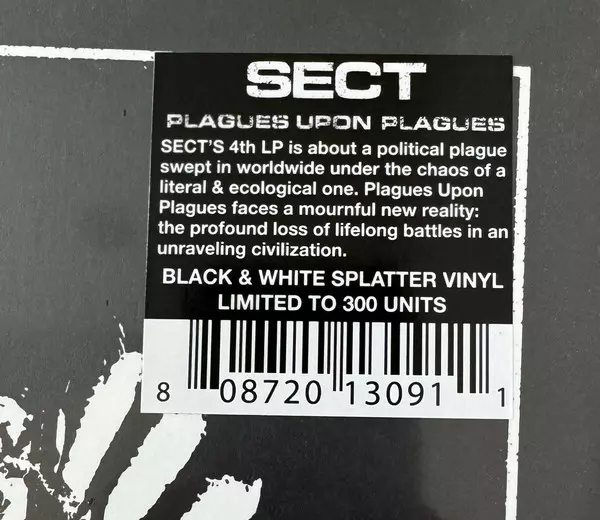 SECT
PLAGUES UPON PLAGUES
SECT'S 4th LP is about a political plague
swept in worldwide under the chaos of a
literal & ecological one. Plagues Upon
Plagues faces a mournful new reality:
the profound loss of lifelong battles in an
unraveling civilization.
BLACK & WHITE SPLATTER VINYL
LIMITED TO 300 UNITS
8 08720 13091 1